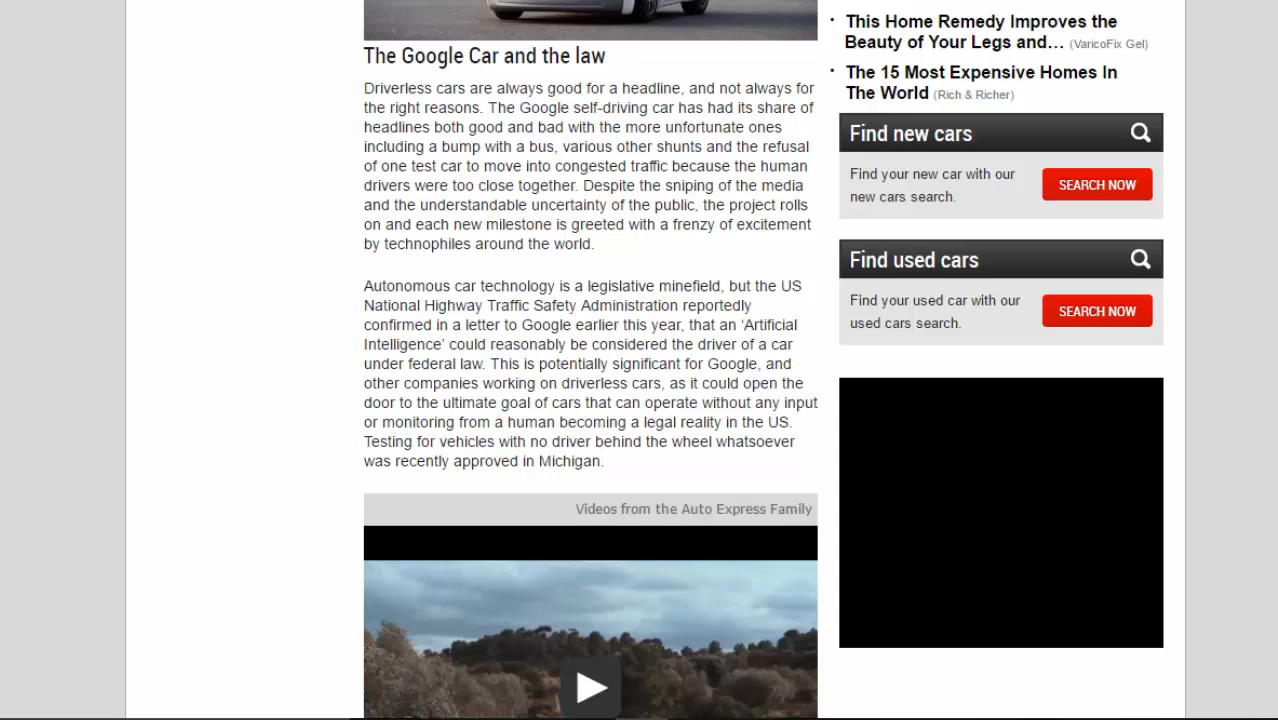 The Google Car and the law
Driverless cars are always good for a headline, and not always for
the right reasons. The Google self-driving car has had its share of
headlines both good and bad with the more unfortunate ones
including a bump with a bus, various other shunts and the refusal
of one test car to move into congested traffic because the human
drivers were too close together. Despite the sniping of the media
and the understandable uncertainty of the public, the project rolls
on and each new milestone is greeted with a frenzy of excitement
by technophiles around the world.
Autonomous car technology is a legislative minefield, but the US
National Highway Traffic Safety Administration reportedly
confirmed in a letter to Google earlier this year, that an ‘Artificial
Intelligence’ could reasonably be considered the driver of a car
under federal law. This is potentially significant for Google, and
other companies working on driverless cars, as it could open the
door to the ultimate goal of cars that can operate without any input
or monitoring from a human becoming a legal reality in the US.
Testing for vehicles with no driver behind the wheel whatsoever
was recently approved in Michigan.
Videos from the Auto Express Family
· This Home Remedy Improves the
Beauty of Your Legs and… (VaricoFix Gel)
· The 15 Most Expensive Homes In
The World (Rich & Richer)
Find new cars
Find your new car with our
new cars search.
SEARCH NOW
Find used cars
Find your used car with our
used cars search.
SEARCH NOW